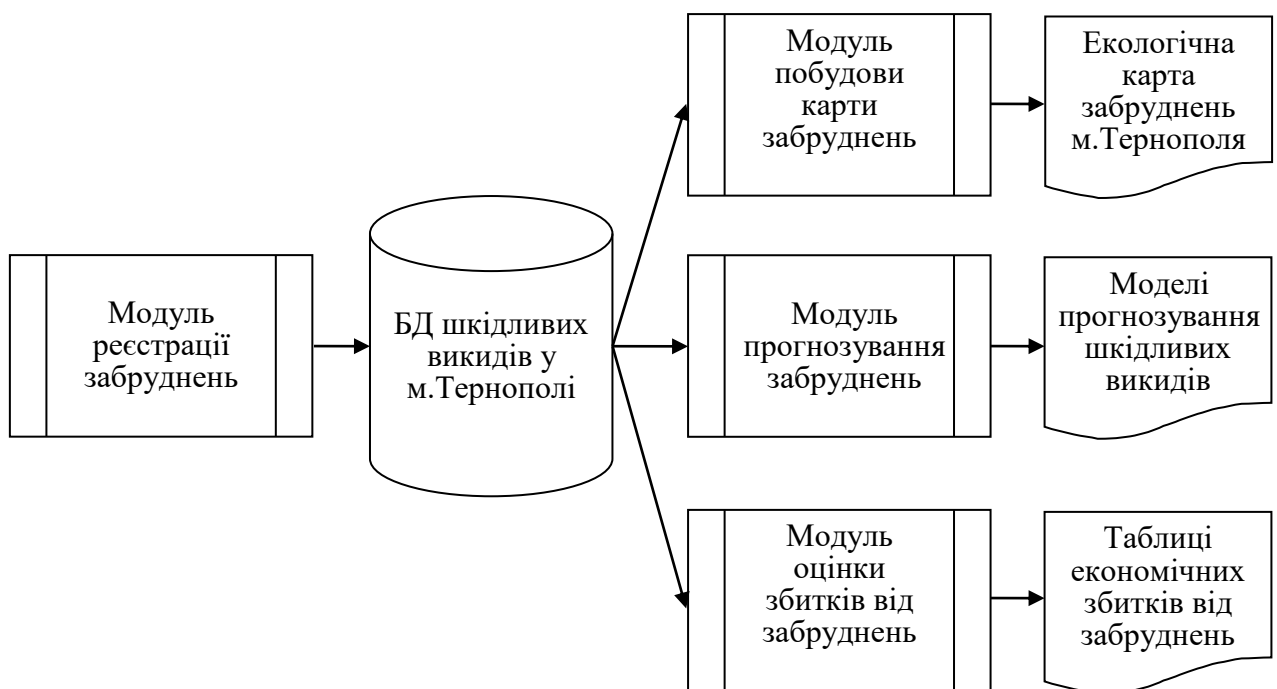 Модуль
реєстрації
забруднень
БД шкідливих
викидів у
м.Тернополі
Модуль
побудови
карти
забруднень
Екологічна
карта
забруднень
м.Тернополя
Модуль
прогнозування
забруднень
Моделі
прогнозування
шкідливих
викидів
Модуль
оцінки
збитків від
забруднень
Таблиці
економічних
збитків від
забруднень